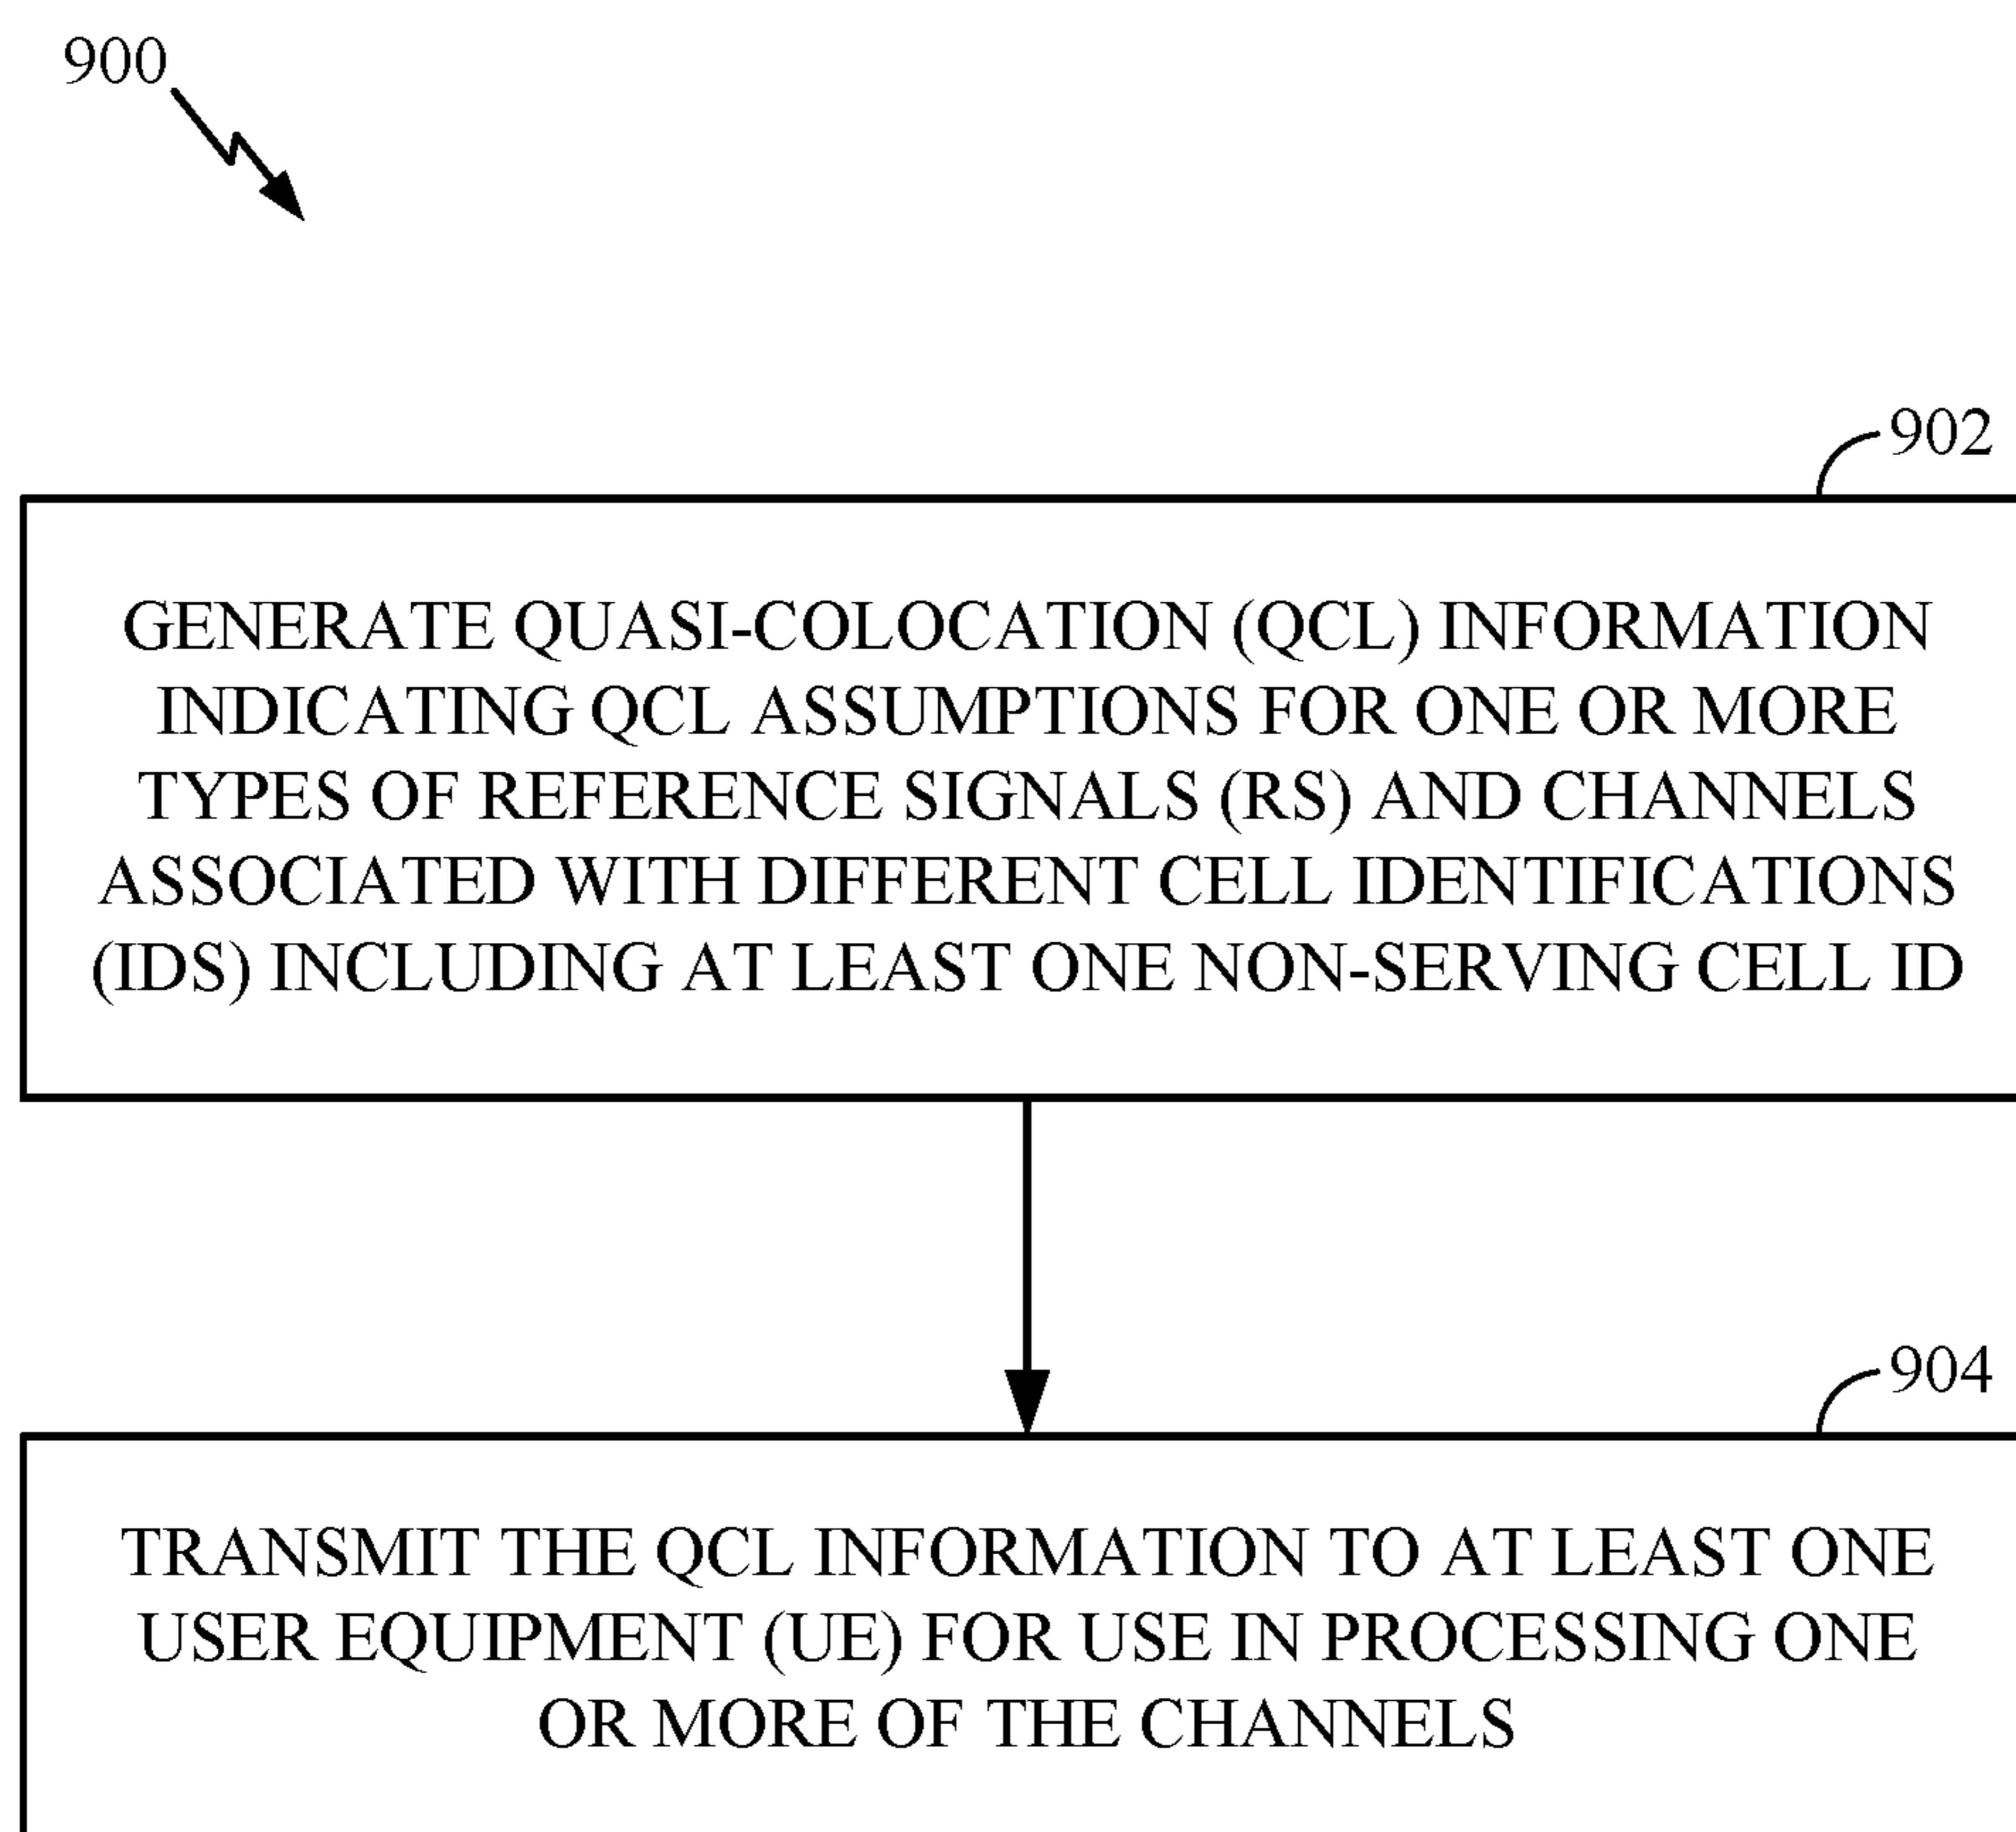 900
902
GENERATE QUASI-COLOCATION (QCL) INFORMATION
INDICATING QCL ASSUMPTIONS FOR ONE OR MORE
TYPES OF REFERENCE SIGNALS (RS) AND CHANNELS
ASSOCIATED WITH DIFFERENT CELL IDENTIFICATIONS
(IDS) INCLUDING AT LEAST ONE NON-SERVING CELL ID
904
TRANSMIT THE QCL INFORMATION TO AT LEAST ONE
USER EQUIPMENT (UE) FOR USE IN PROCESSING ONE
OR MORE OF THE CHANNELS